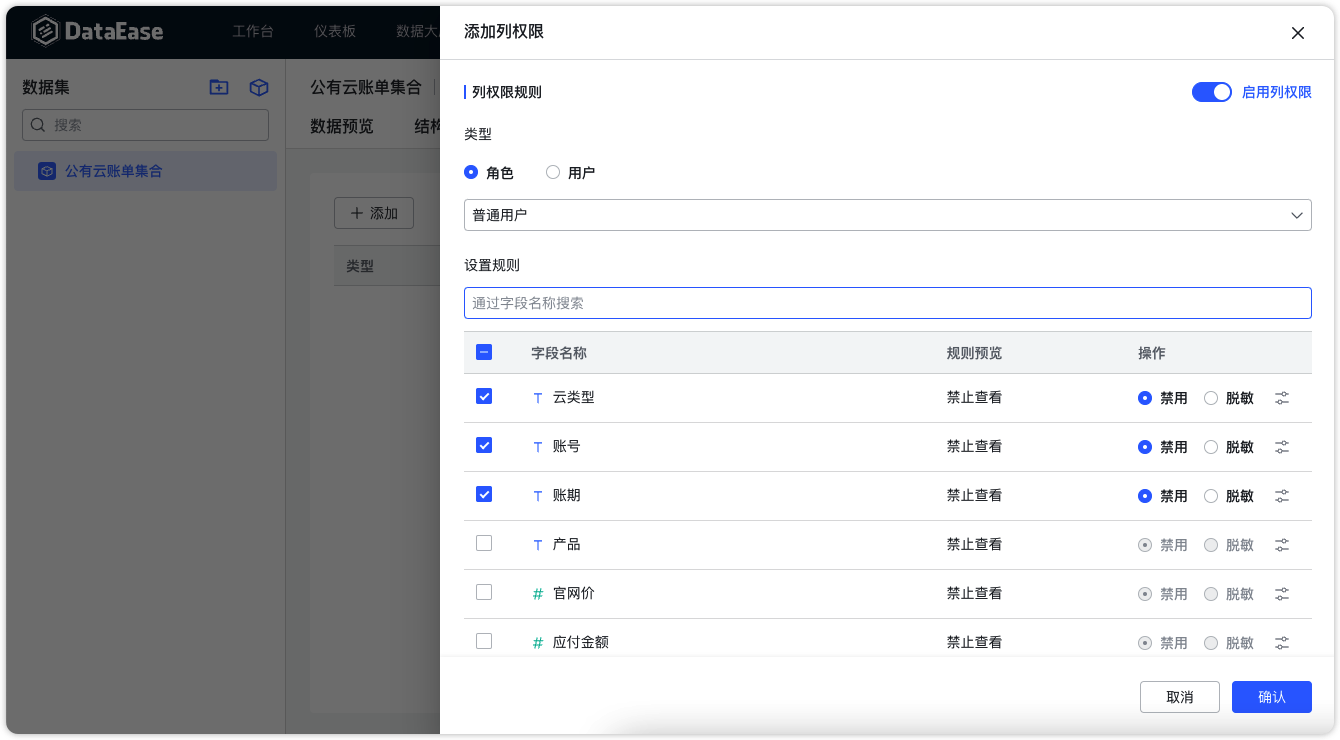 DataEase 工作台 仪表板 数据大
添加列权限
数据集
公有云账单集合
列权限规则
启用列权限
搜索
数据预览 结构
类型
公有云账单集合
角色 用户
添加
普通用户
类型
设置规则
通过字段名称搜索
字段名称 规则预览 操作
T 云类型 禁止查看 禁用 脱敏
T 账号 禁止查看 禁用 脱敏
T 账期 禁止查看 禁用 脱敏
T 产品 禁止查看 禁用 脱敏
# 官网价 禁止查看 禁用 脱敏
# 应付金额 禁止查看 禁用 脱敏
取消 确认